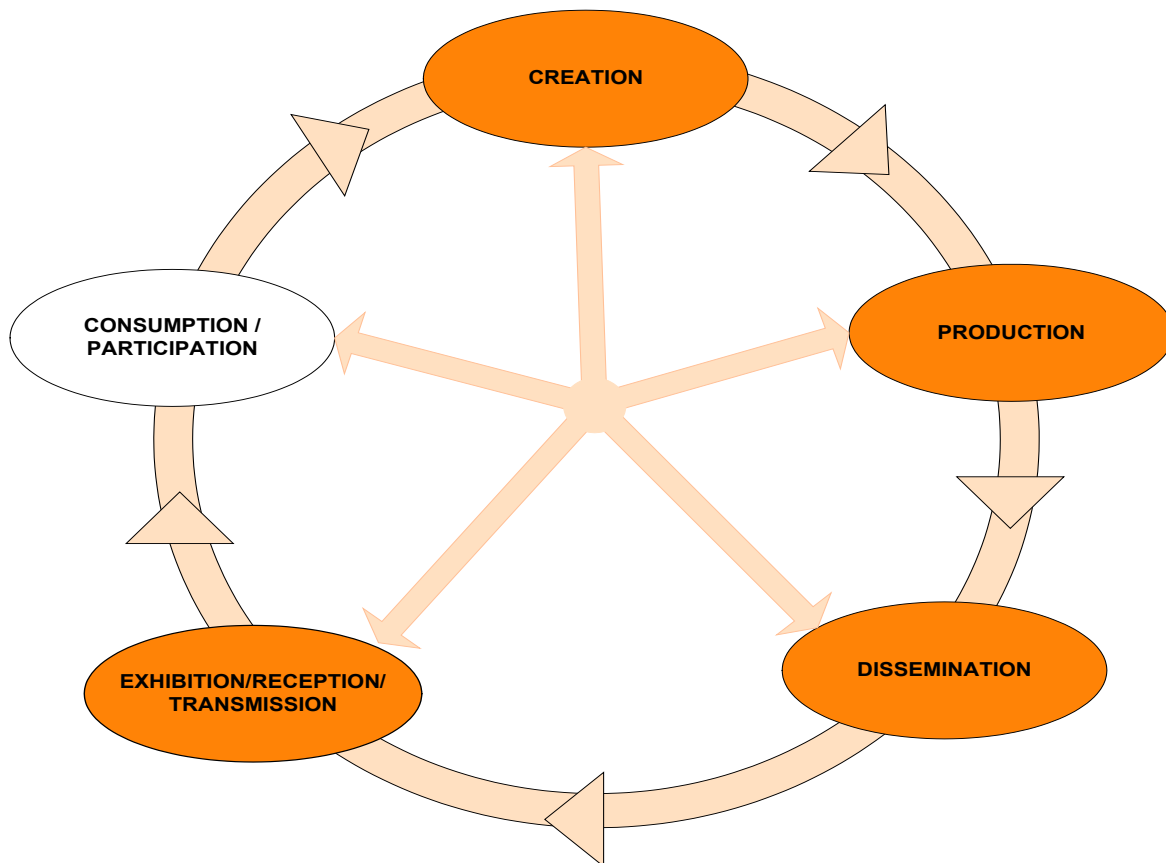 CREATION
PRODUCTION
DISSEMINATION
EXHIBITION/RECEPTION/
TRANSMISSION
CONSUMPTION /
PARTICIPATION